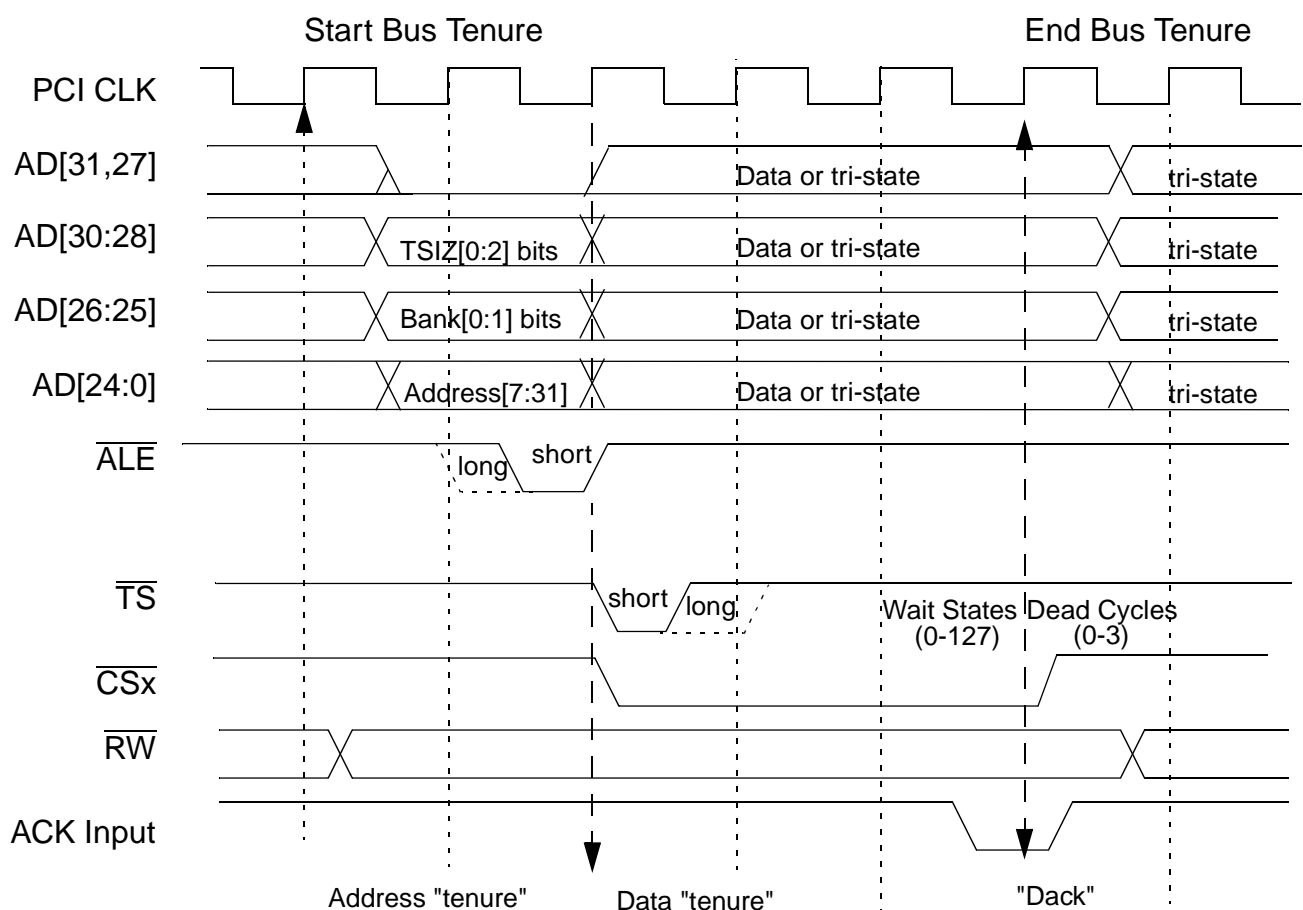 Start Bus Tenure End Bus Tenure
PCI CLK
AD[31,27] Data or tri-state tri-state
AD[30:28] TSIZ[0:2] bits Data or tri-state tri-state
AD[26:25] Bank[0:1] bits Data or tri-state tri-state
AD[24:0] Address[7:31] Data or tri-state tri-state
ALE long short
TS short long
Wait States Dead Cycles
(0-127) (0-3)
CSx
RW
ACK Input
Address "tenure" Data "tenure" "Dack"